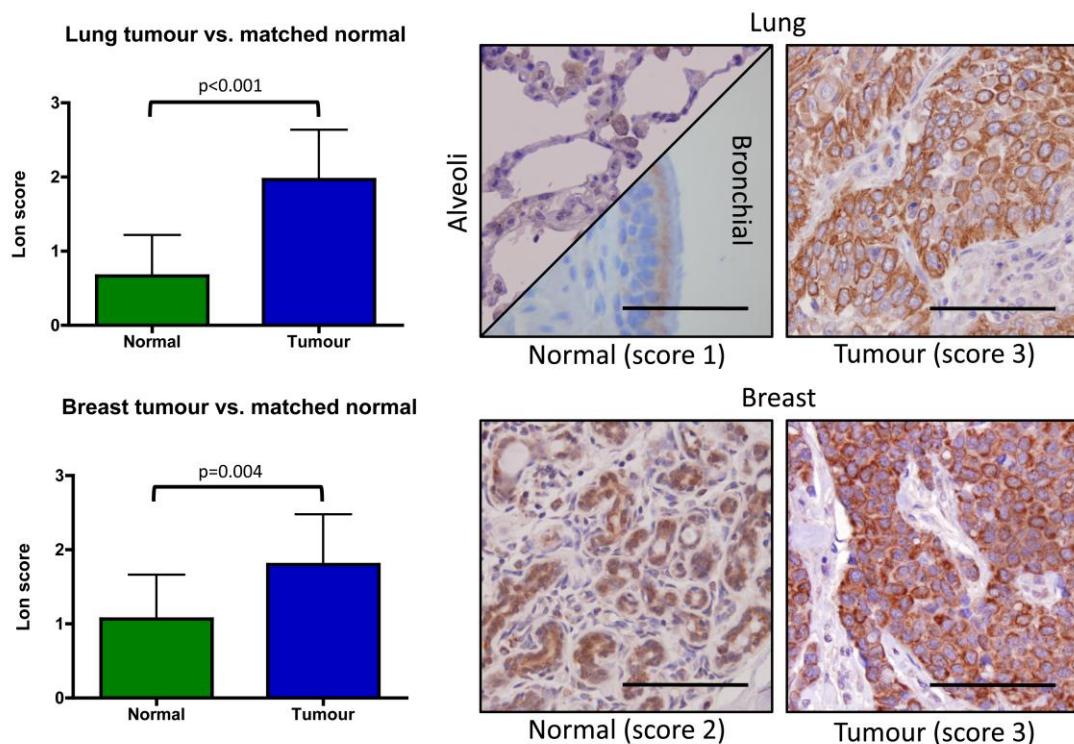 Lung tumour vs. matched normal
p<0.001
3
2
1
0
Lon score
Normal Tumour
Lung
Alveoli
Bronchial
Normal (score 1)
Tumour (score 3)
Breast tumour vs. matched normal
p=0.004
3
2
1
0
Lon score
Normal Tumour
Breast
Normal (score 2)
Tumour (score 3)